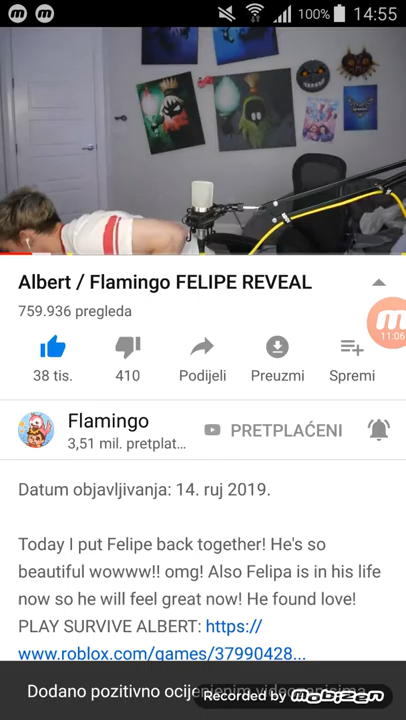 100% 14:55
Albert / Flamingo FELIPE REVEAL
759.936 pregleda
11:06
38 tis. 410 Podijeli Preuzmi Spremi
Flamingo
3,51 mil. pretplat... PRETPLAĆENI
Datum objavljivanja: 14. ruj 2019.
Today I put Felipe back together! He's so
beautiful wowww!! omg! Also Felipa is in his life
now so he will feel great now! He found love!
PLAY SURVIVE ALBERT: https://
www.roblox.com/games/37990428...
Dodano pozitivno ocijenjenim
Recorded by MOBIZEN